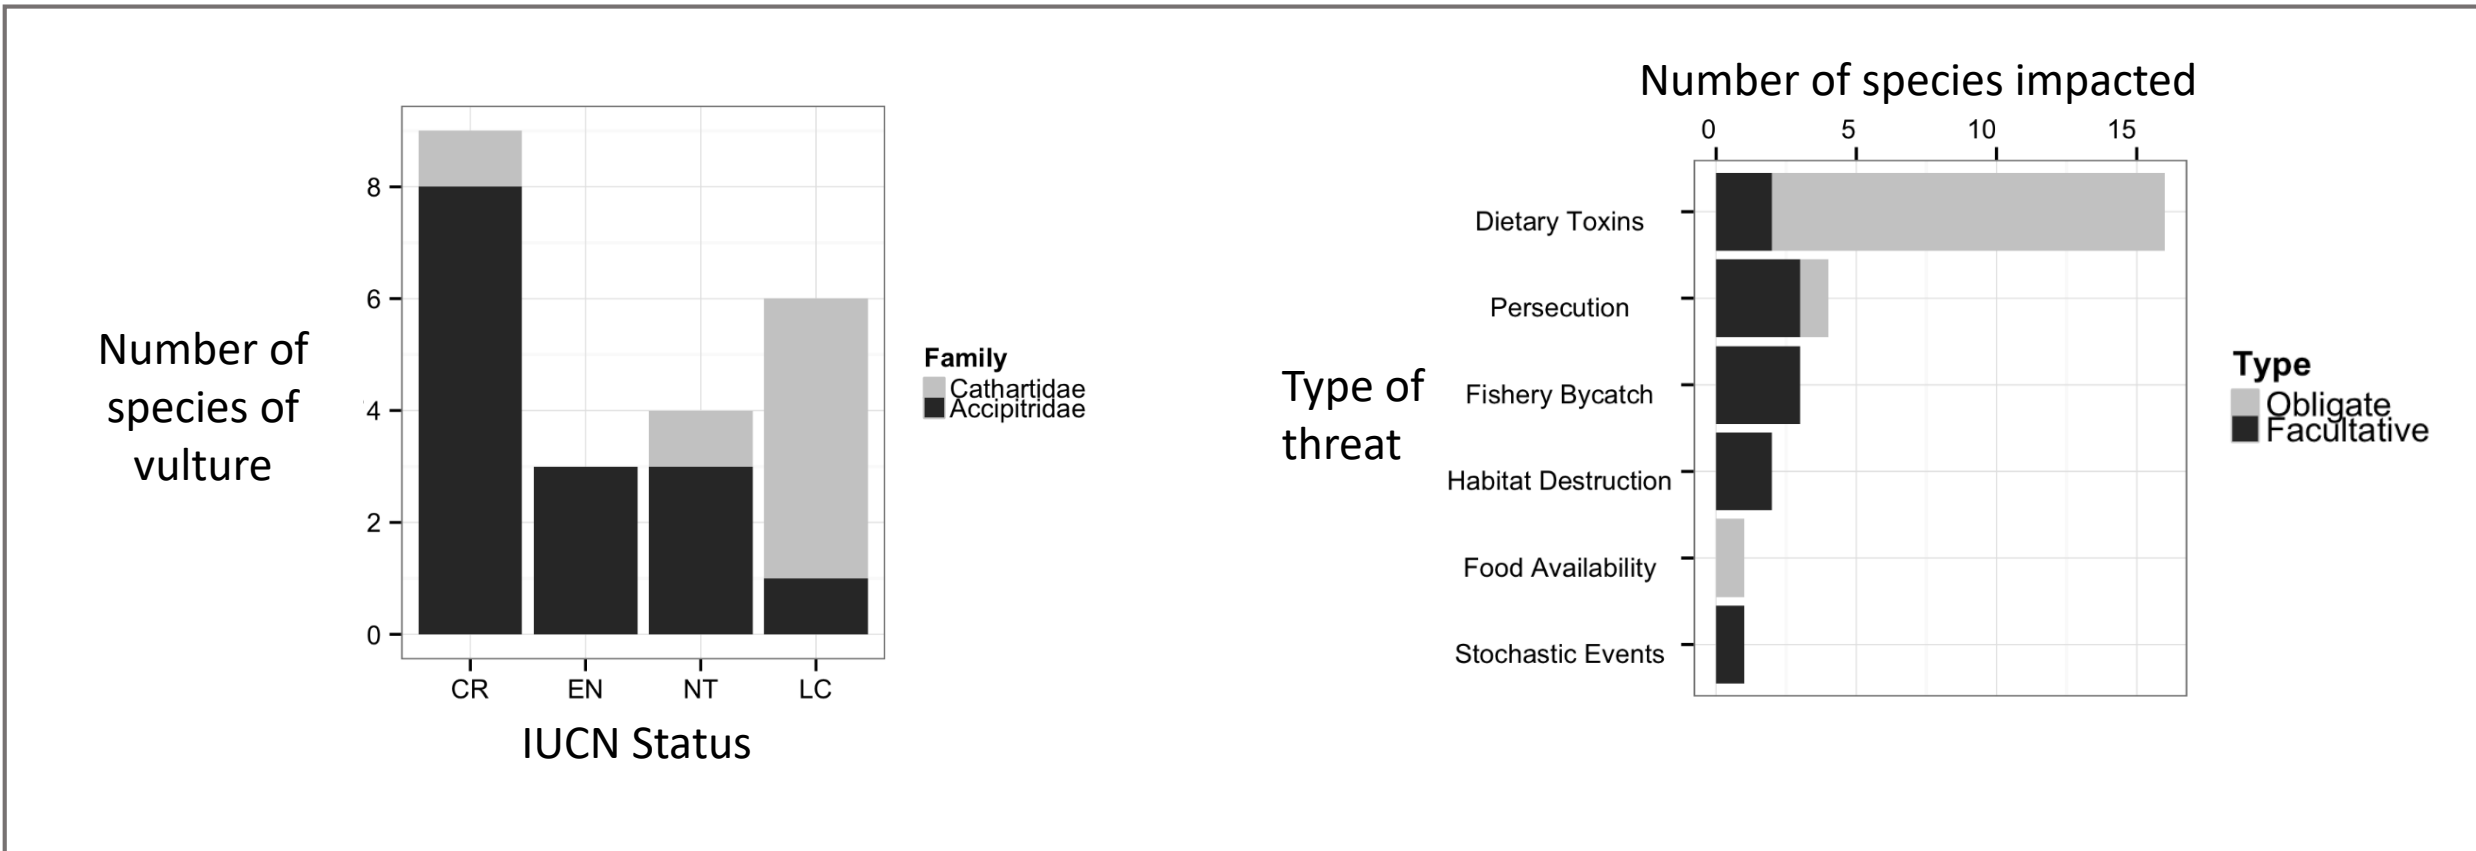 Number of
species of
vulture
8
6
4
2
0
CR EN NT LC
IUCN Status
Family
Cathartidae
Accipitridae
Number of species impacted
0 5 10 15
Type of
threat
Dietary Toxins
Persecution
Fishery Bycatch
Habitat Destruction
Food Availability
Stochastic Events
Type
Obligate
Facultative